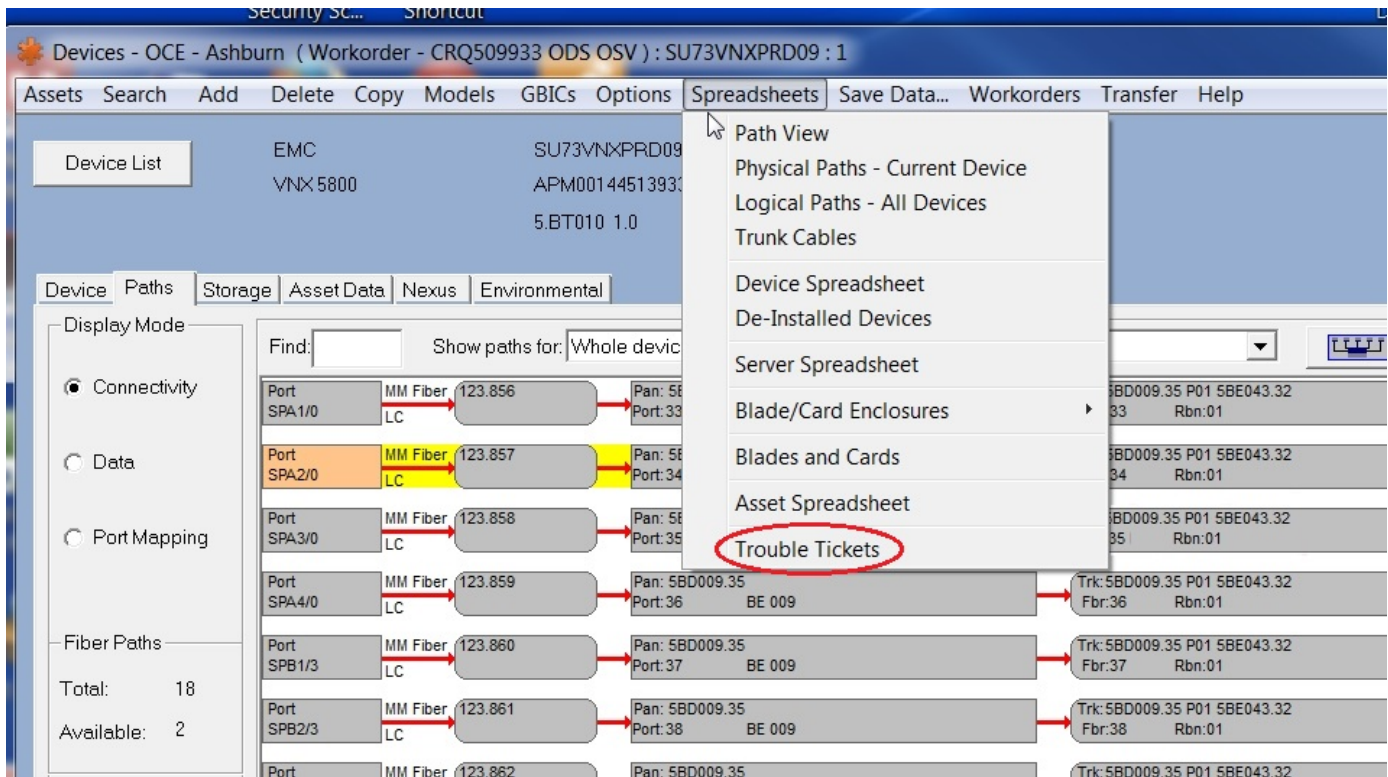 Security Sc... Shortcut
Devices - OCE - Ashburn ( Workorder - CRQ509933 ODS OSV ) : SU73VNXPRD09 : 1
Assets Search Add Delete Copy Models GBICs Options Spreadsheets Save Data... Workorders Transfer Help
Device List
EMC SU73VNXPRD09
VNX 5800 APM00144513933
5.BT010 1.0
Path View
Physical Paths - Current Device
Logical Paths - All Devices
Trunk Cables
Device Spreadsheet
De-Installed Devices
Server Spreadsheet
Blade/Card Enclosures
Blades and Cards
Asset Spreadsheet
Trouble Tickets
Device Paths Storage Asset Data Nexus Environmental
Display Mode
Connectivity
Data
Port Mapping
Fiber Paths
Total: 18
Available: 2
Find: Show paths for: Whole devic
Port MM Fiber 123.856 Pan: 5B 5BD009.35 P01 5BE043.32
SPA1/0 LC Port: 33 33 Rbn:01
Port MM Fiber 123.857 Pan: 5B 5BD009.35 P01 5BE043.32
SPA2/0 LC Port: 34 34 Rbn:01
Port MM Fiber 123.858 Pan: 5B 5BD009.35 P01 5BE043.32
SPA3/0 LC Port: 35 35 Rbn:01
Port MM Fiber 123.859 Pan: 5BD009.35 Trk: 5BD009.35 P01 5BE043.32
SPA4/0 LC Port: 36 BE 009 Fbr:36 Rbn:01
Port MM Fiber 123.860 Pan: 5BD009.35 Trk: 5BD009.35 P01 5BE043.32
SPB1/3 LC Port: 37 BE 009 Fbr:37 Rbn:01
Port MM Fiber 123.861 Pan: 5BD009.35 Trk: 5BD009.35 P01 5BE043.32
SPB2/3 LC Port: 38 BE 009 Fbr:38 Rbn:01
Port MM Fiber 123.862 Pan: 5BD009.35 Trk: 5BD009.35 P01 5BE043.32